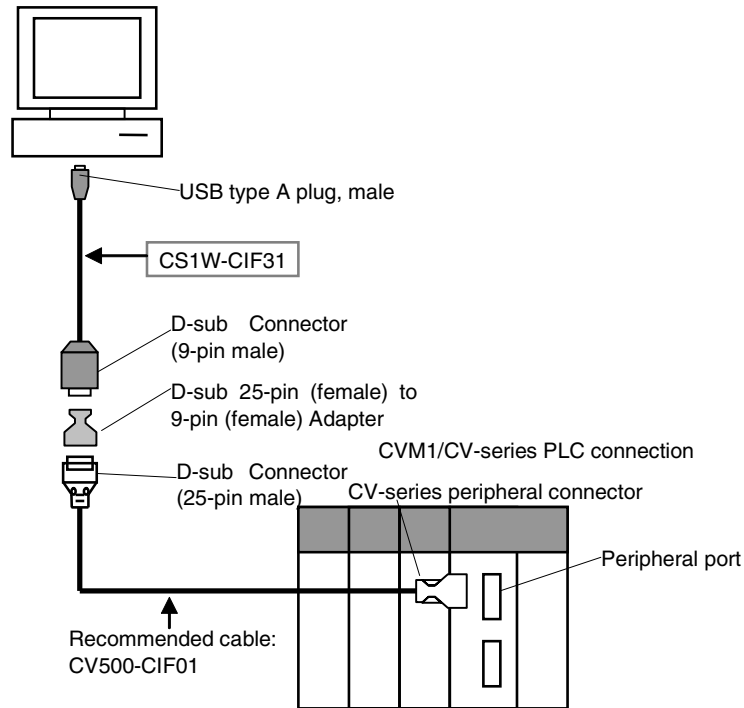 USB type A plug, male
CS1W-CIF31
D-sub Connector
(9-pin male)
D-sub 25-pin (female) to
9-pin (female) Adapter
CVM1/CV-series PLC connection
D-sub Connector
(25-pin male)
CV-series peripheral connector
Peripheral port
Recommended cable:
CV500-CIF01